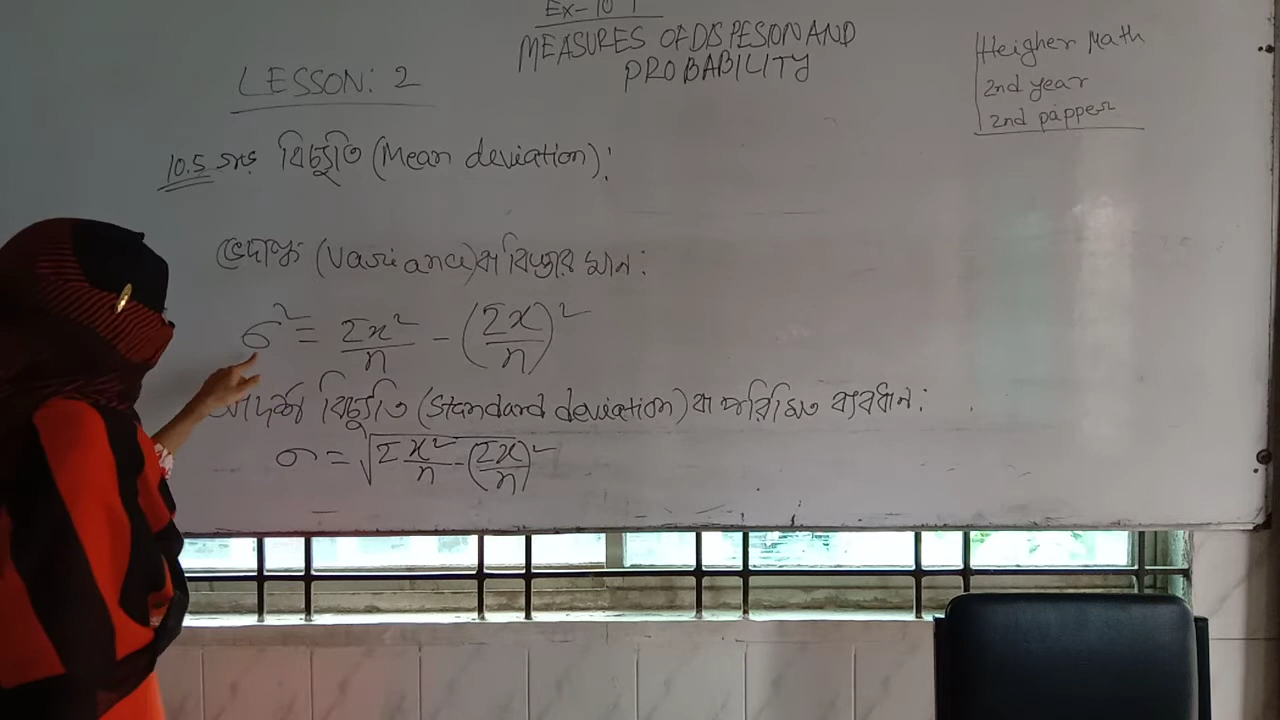 Ex-10.1
MEASURES OF DISPESION AND
PROBABILITY
Heigher Math
2nd year
2nd papper
LESSON: 2
10.5 গড় বিচ্যুতি (Mean deviation):
ভেদাঙ্ক (Variance) বা বিস্তার মান:
σ² = Σx²/n - (Σx/n)²
আদর্শ বিচ্যুতি (Standard deviation) বা পরিমিত ব্যবধান:
σ = √Σx²/n - (Σx/n)²